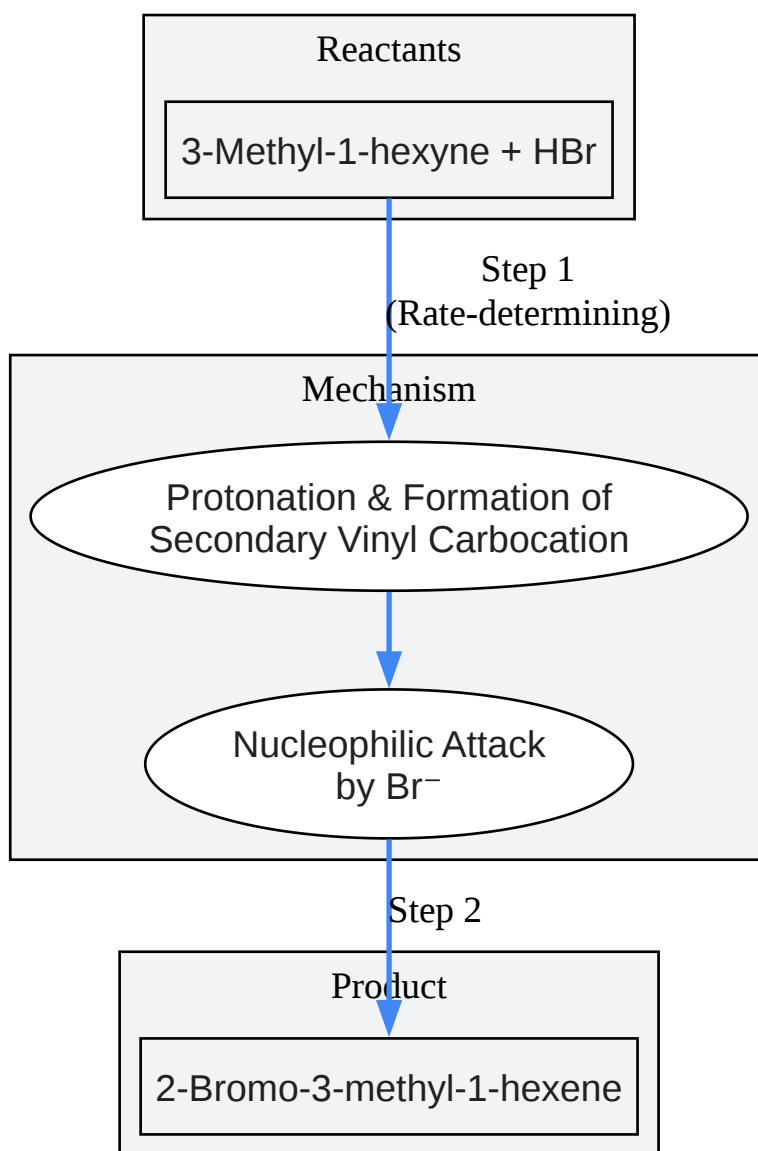 Reactants
3-Methyl-1-hexyne + HBr
Step 1
(Rate-determining)
Mechanism
Protonation & Formation of
Secondary Vinyl Carbocation
Nucleophilic Attack
by Br⁻
Step 2
Product
2-Bromo-3-methyl-1-hexene